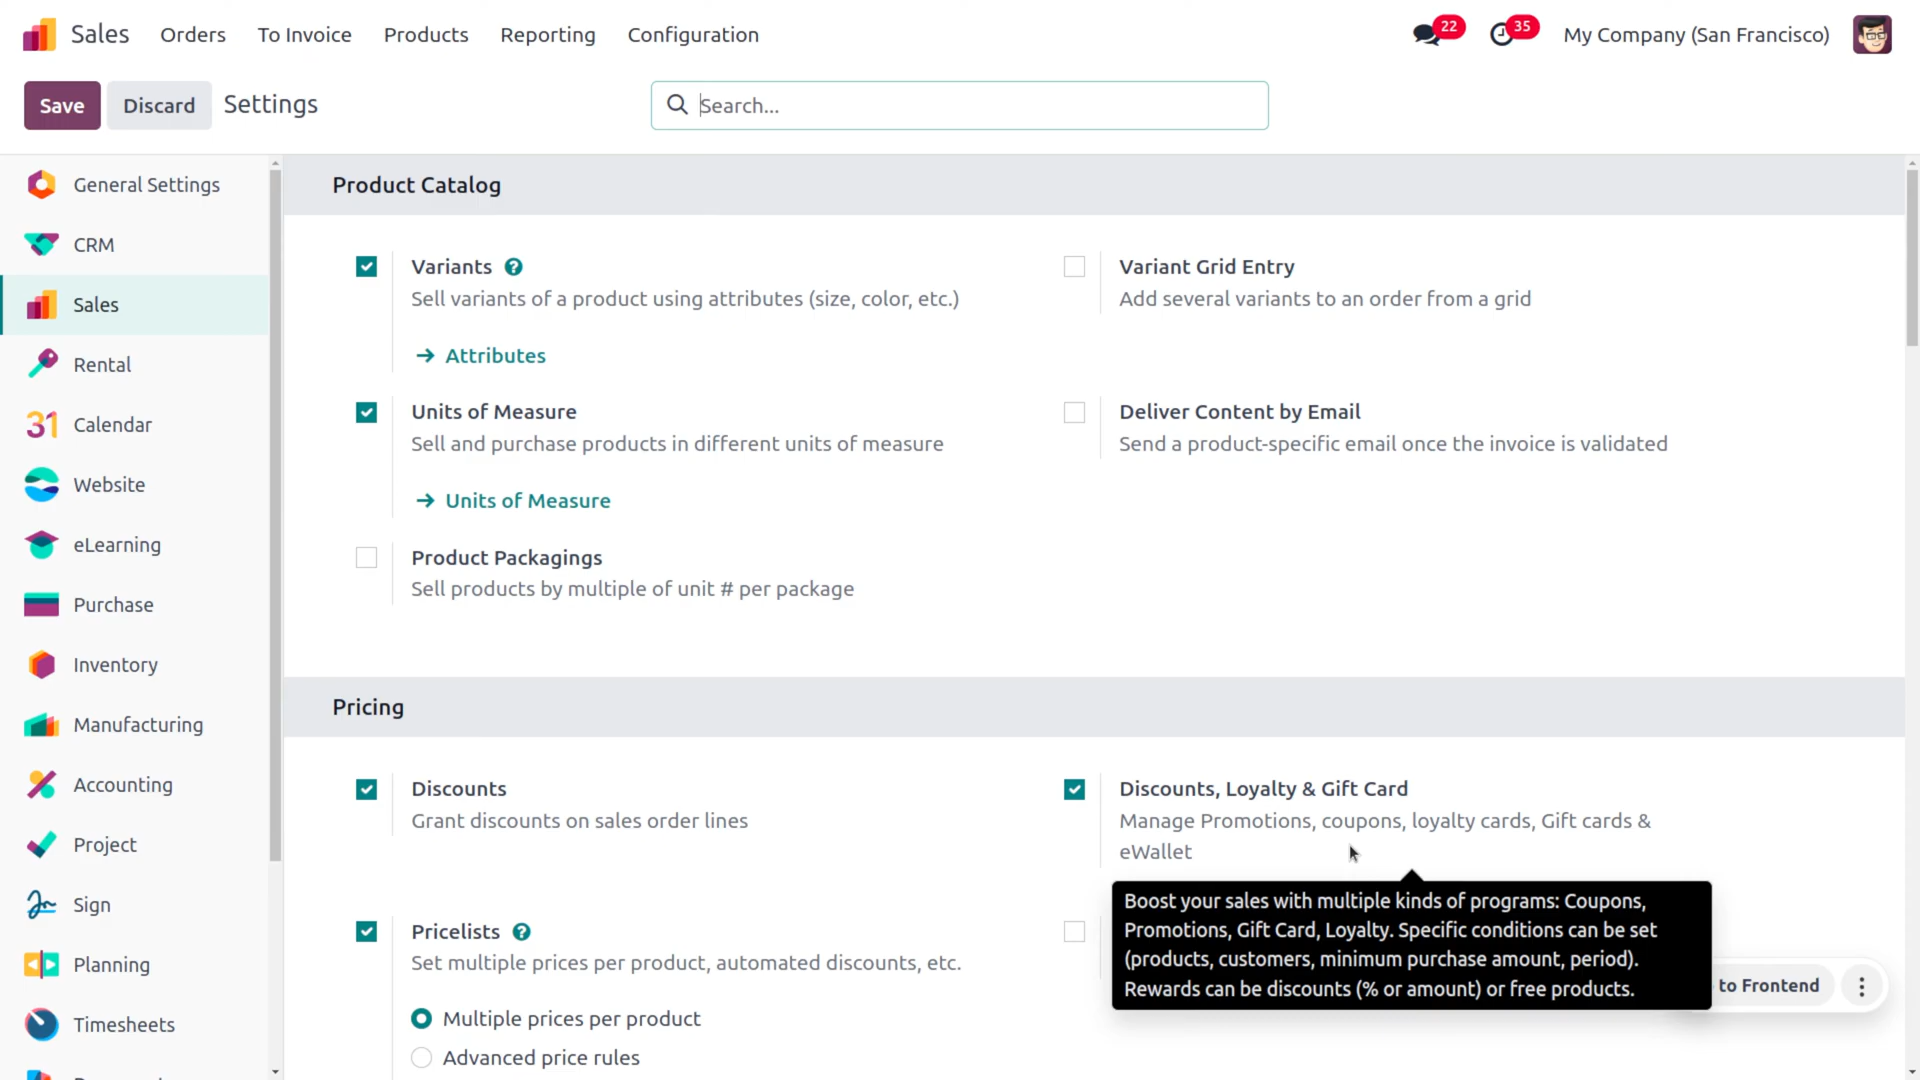 Sales
Orders
To Invoice
Products
Reporting
Configuration
22
35
My Company (San Francisco)
Save
Discard
Settings
Search...
General Settings
CRM
Sales
Rental
31
Calendar
Website
eLearning
Purchase
Inventory
Manufacturing
Accounting
Project
Sign
Planning
Timesheets
Product Catalog
Variants
Sell variants of a product using attributes (size, color, etc.)
Attributes
Variant Grid Entry
Add several variants to an order from a grid
Units of Measure
Sell and purchase products in different units of measure
Units of Measure
Deliver Content by Email
Send a product-specific email once the invoice is validated
Product Packagings
Sell products by multiple of unit # per package
Pricing
Discounts
Grant discounts on sales order lines
Discounts, Loyalty & Gift Card
Manage Promotions, coupons, loyalty cards, Gift cards &
eWallet
Boost your sales with multiple kinds of programs: Coupons,
Promotions, Gift Card, Loyalty. Specific conditions can be set
(products, customers, minimum purchase amount, period).
Rewards can be discounts (% or amount) or free products.
Pricelists
Set multiple prices per product, automated discounts, etc.
Multiple prices per product
Advanced price rules
to Frontend